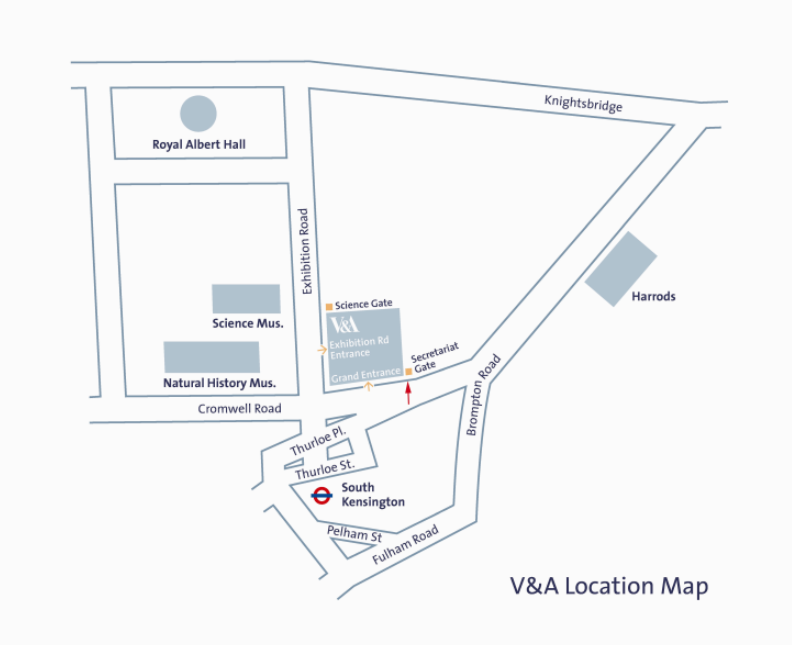 Knightsbridge
Royal Albert Hall
Exhibition Road
Harrods
Science Gate
Science Mus.
V&A
Exhibition Rd
Entrance
Secretariat
Gate
Grand Entrance
Natural History Mus.
Brompton Road
Cromwell Road
Thurloe Pl.
Thurloe St.
South
Kensington
Pelham St
Fulham Road
V&A Location Map